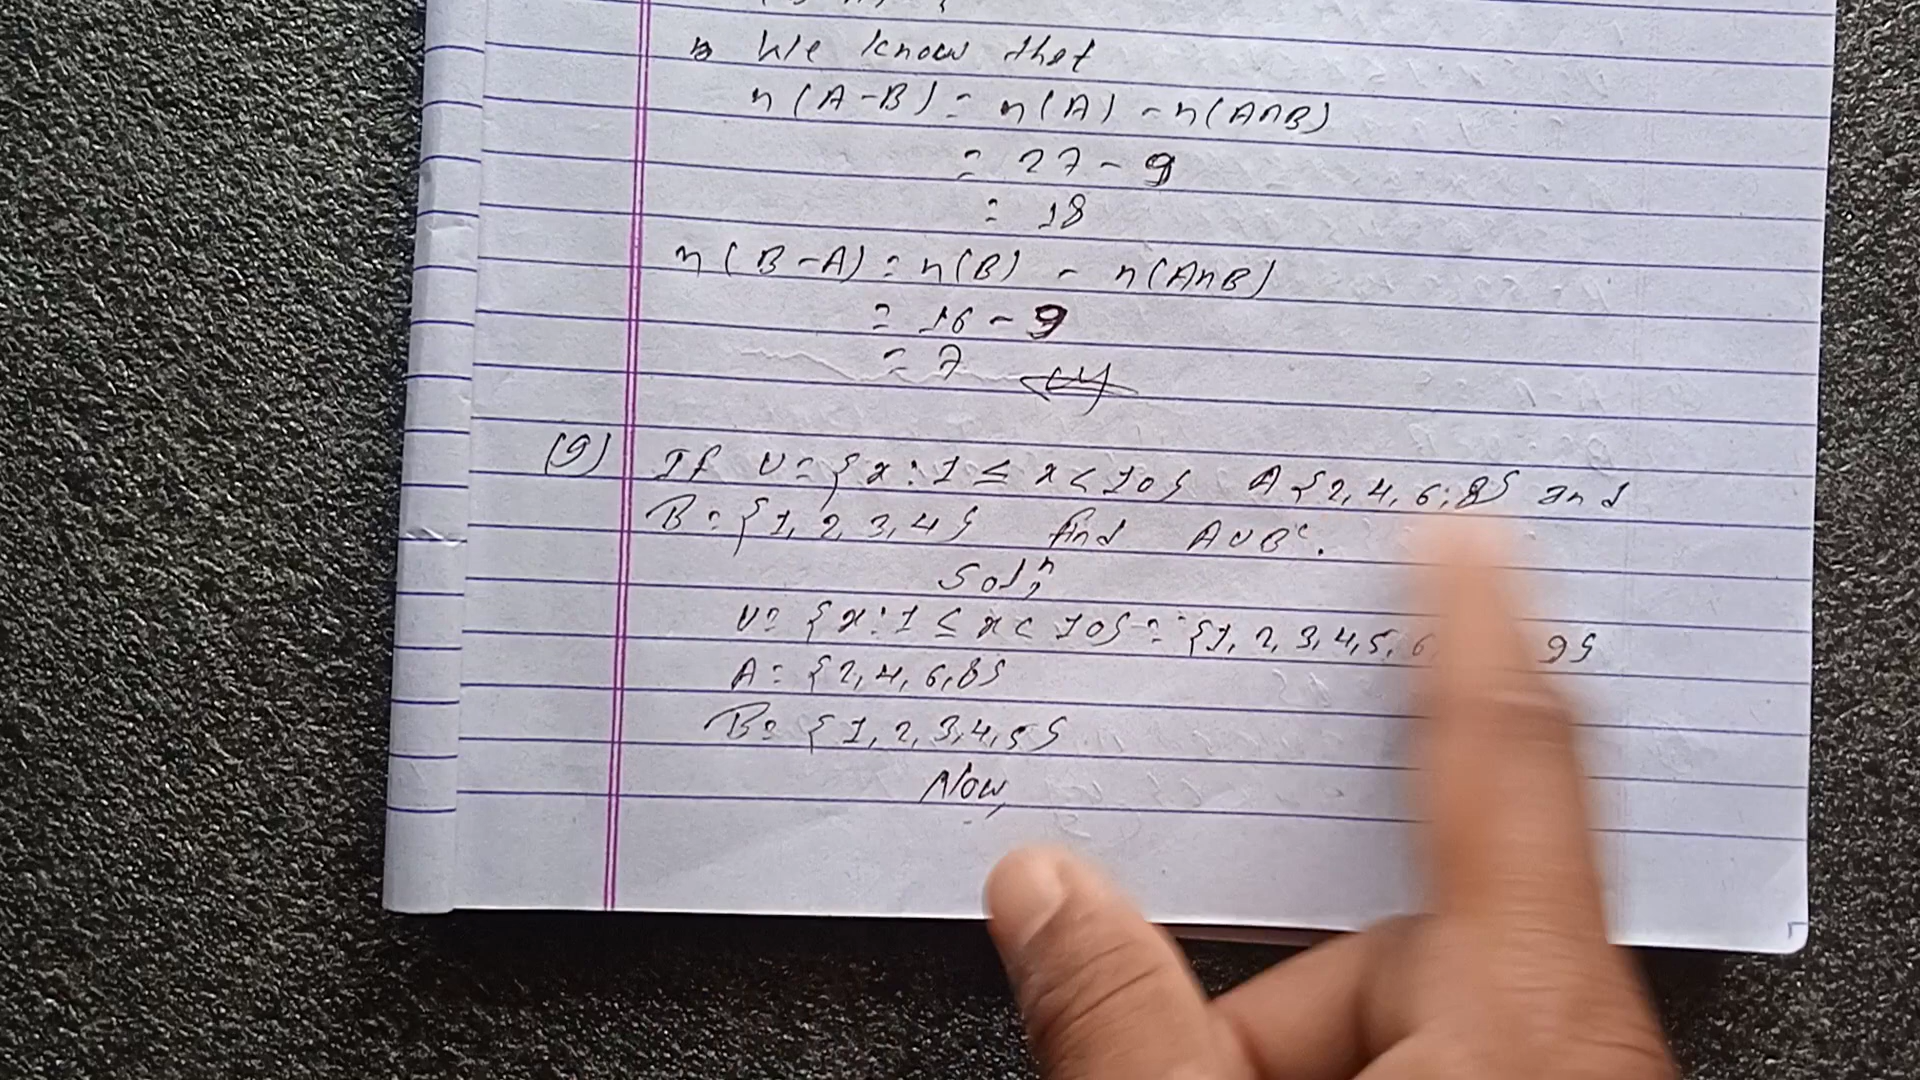 We know that
n(A-B) = n(A) - n(A∩B)
= 27 - 9
= 18
n(B-A) = n(B) - n(A∩B)
= 16 - 9
= 7
(9) If U = {x : 1 ≤ x < 10} A {2, 4, 6, 8} and
B = {1, 2, 3, 4} find A∪Bᶜ.
Solⁿ,
U = {x : 1 ≤ x < 10} = {1, 2, 3, 4, 5, 6 9}
A = {2, 4, 6, 8}
B = {1, 2, 3, 4, 5}
Now,